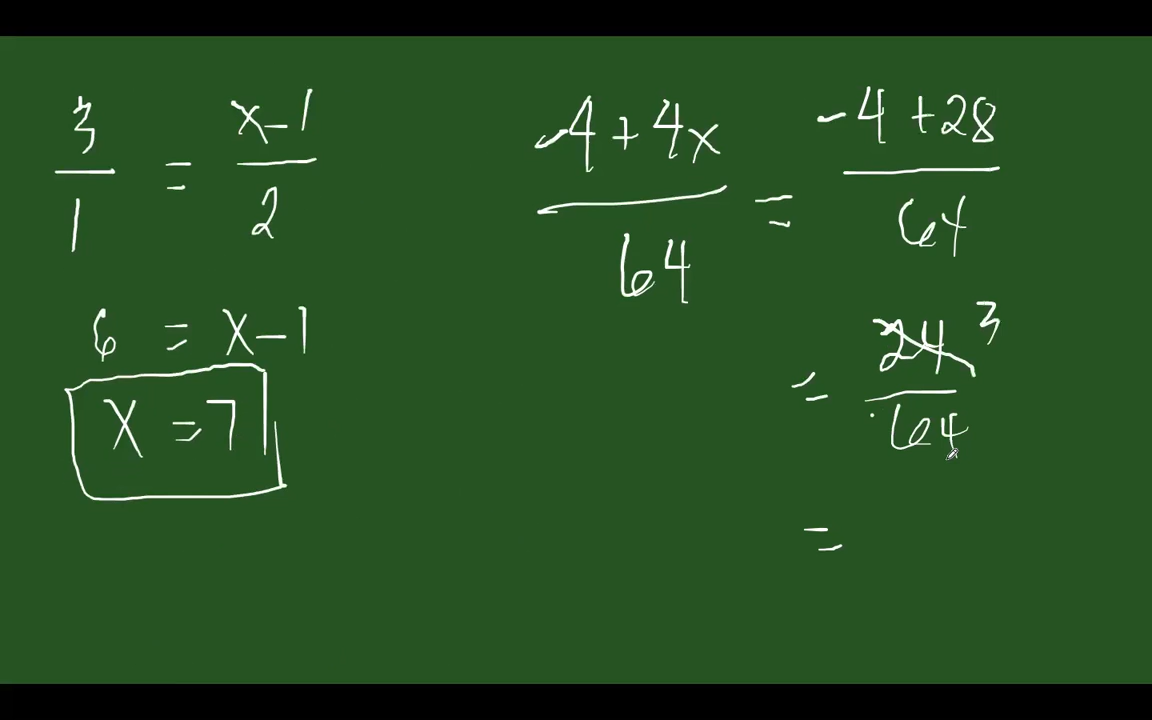 3/1 = x-1/2
6 = x-1
x = 7
-4+4x/64 = -4+28/64
= 24/64 3
=